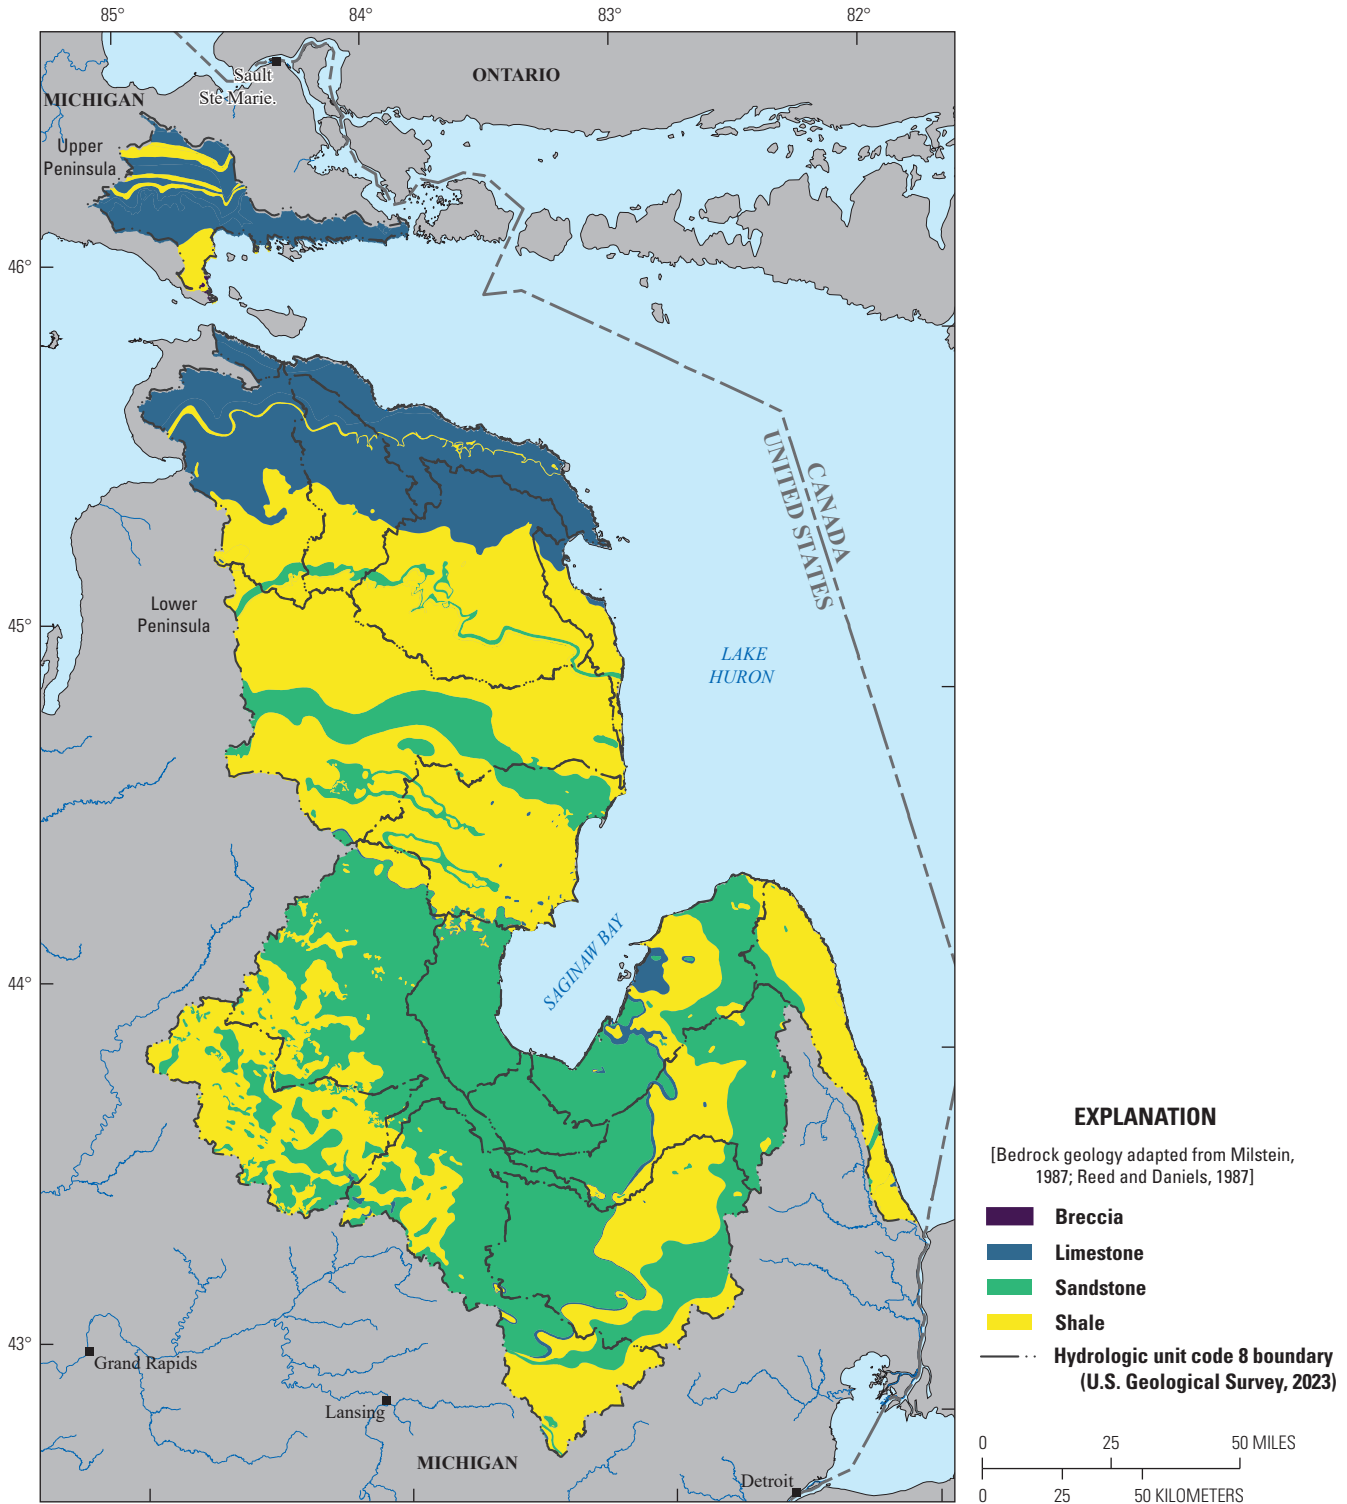 85°
84°
83°
82°
Sault
Ste Marie.
ONTARIO
MICHIGAN
Upper
Peninsula
46°
CANADA
UNITED STATES
45°
Lower
Peninsula
LAKE
HURON
SAGINAW BAY
44°
43°
Grand Rapids
Lansing
MICHIGAN
Detroit
EXPLANATION
[Bedrock geology adapted from Milstein,
1987; Reed and Daniels, 1987]
Breccia
Limestone
Sandstone
Shale
Hydrologic unit code 8 boundary
(U.S. Geological Survey, 2023)
0 25 50 MILES
0 25 50 KILOMETERS